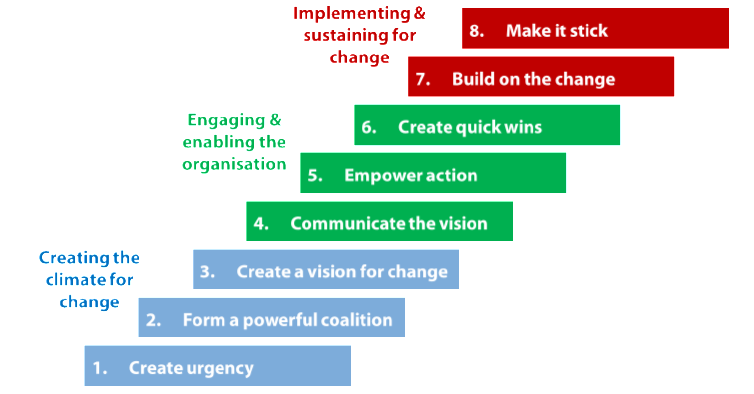 Implementing &
sustaining for
change
8. Make it stick
7. Build on the change
Engaging &
enabling the
organisation
6. Create quick wins
5. Empower action
4. Communicate the vision
Creating the
climate for
change
3. Create a vision for change
2. Form a powerful coalition
1. Create urgency